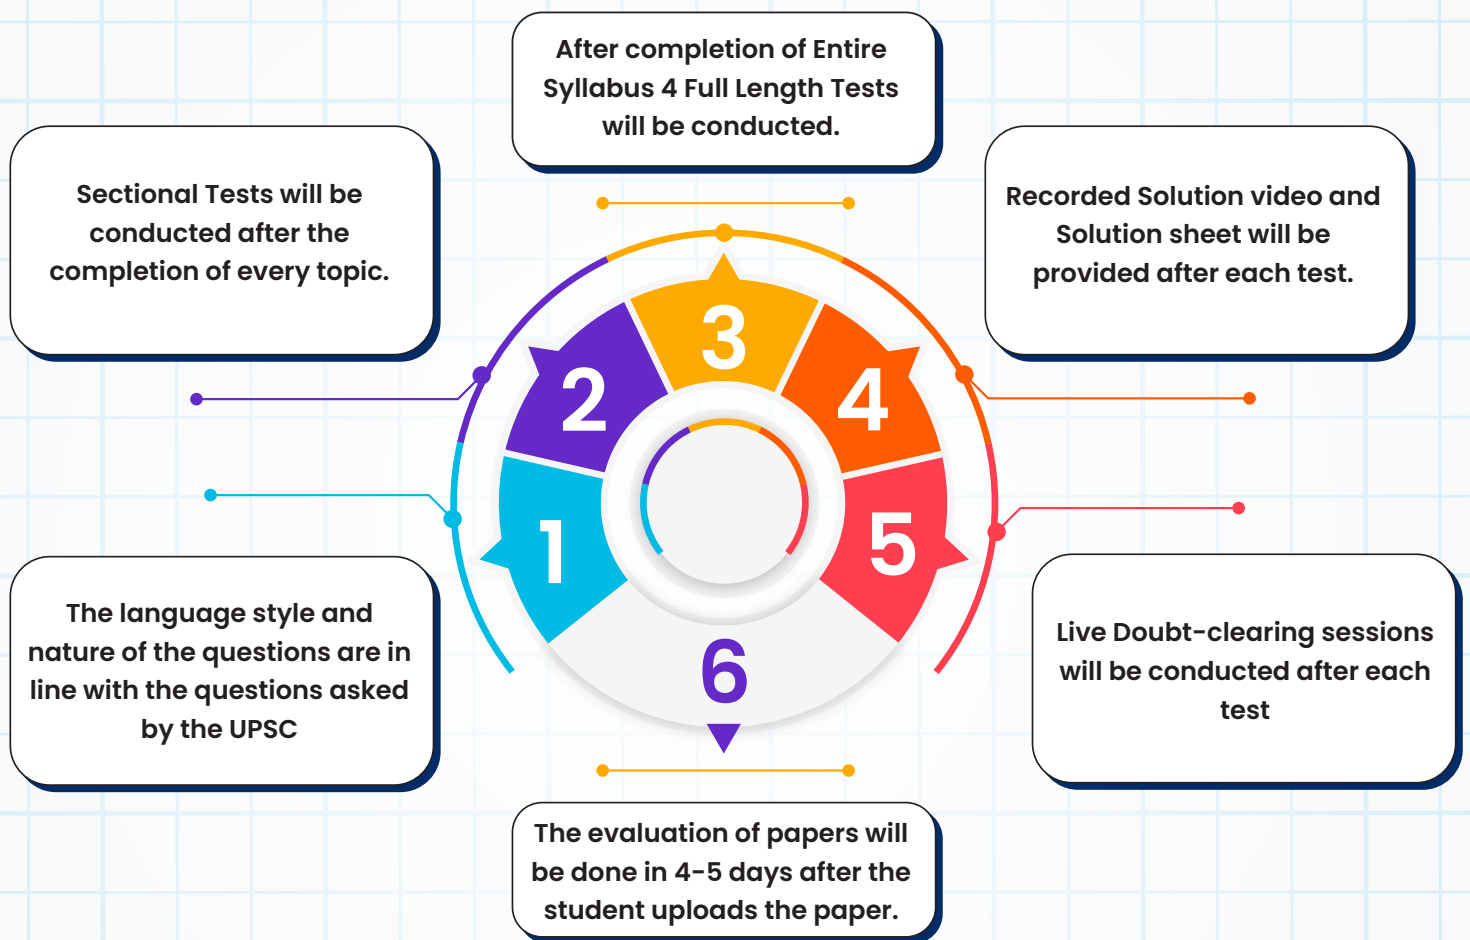 After completion of Entire
Syllabus 4 Full Length Tests
will be conducted.
Sectional Tests will be
conducted after the
completion of every topic.
Recorded Solution video and
Solution sheet will be
provided after each test.
3
2
4
1
5
6
The language style and
nature of the questions are in
line with the questions asked
by the UPSC
Live Doubt-clearing sessions
will be conducted after each
test
The evaluation of papers will
be done in 4-5 days after the
student uploads the paper.